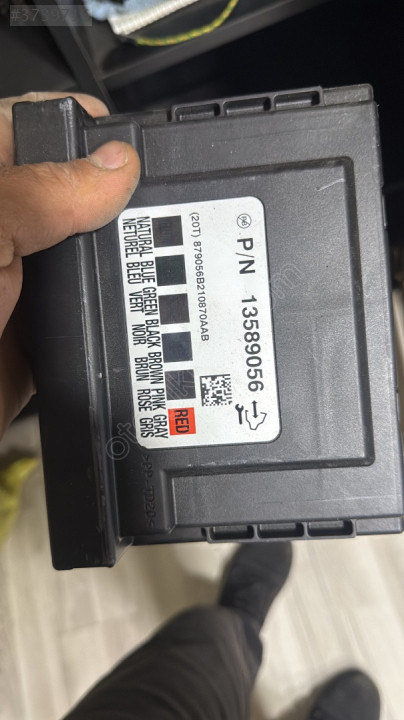 P/N 13589056
(20T) 879056B210870AAB
RED
NATURAL BLUE GREEN BLACK BROWN PINK GRAY
NETUREL BLEU VERT NOIR BRUN ROSE GRIS